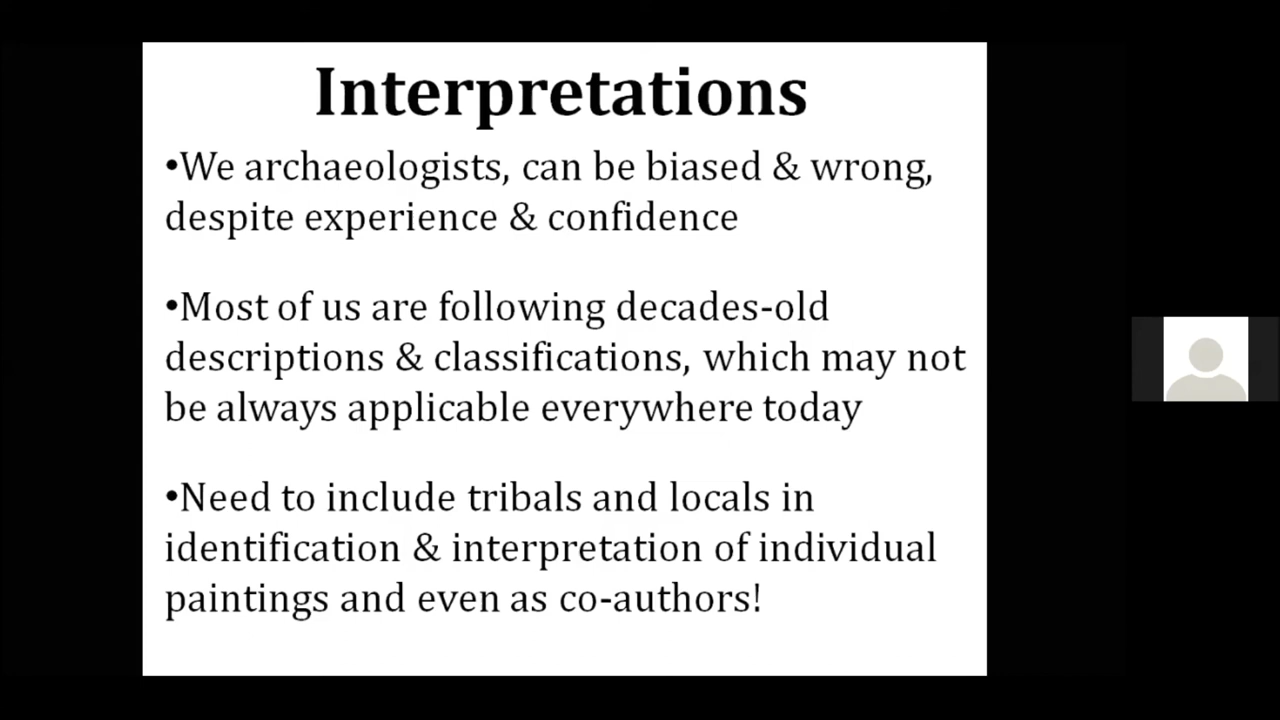 Interpretations
•We archaeologists, can be biased & wrong,
despite experience & confidence
•Most of us are following decades-old
descriptions & classifications, which may not
be always applicable everywhere today
•Need to include tribals and locals in
identification & interpretation of individual
paintings and even as co-authors!